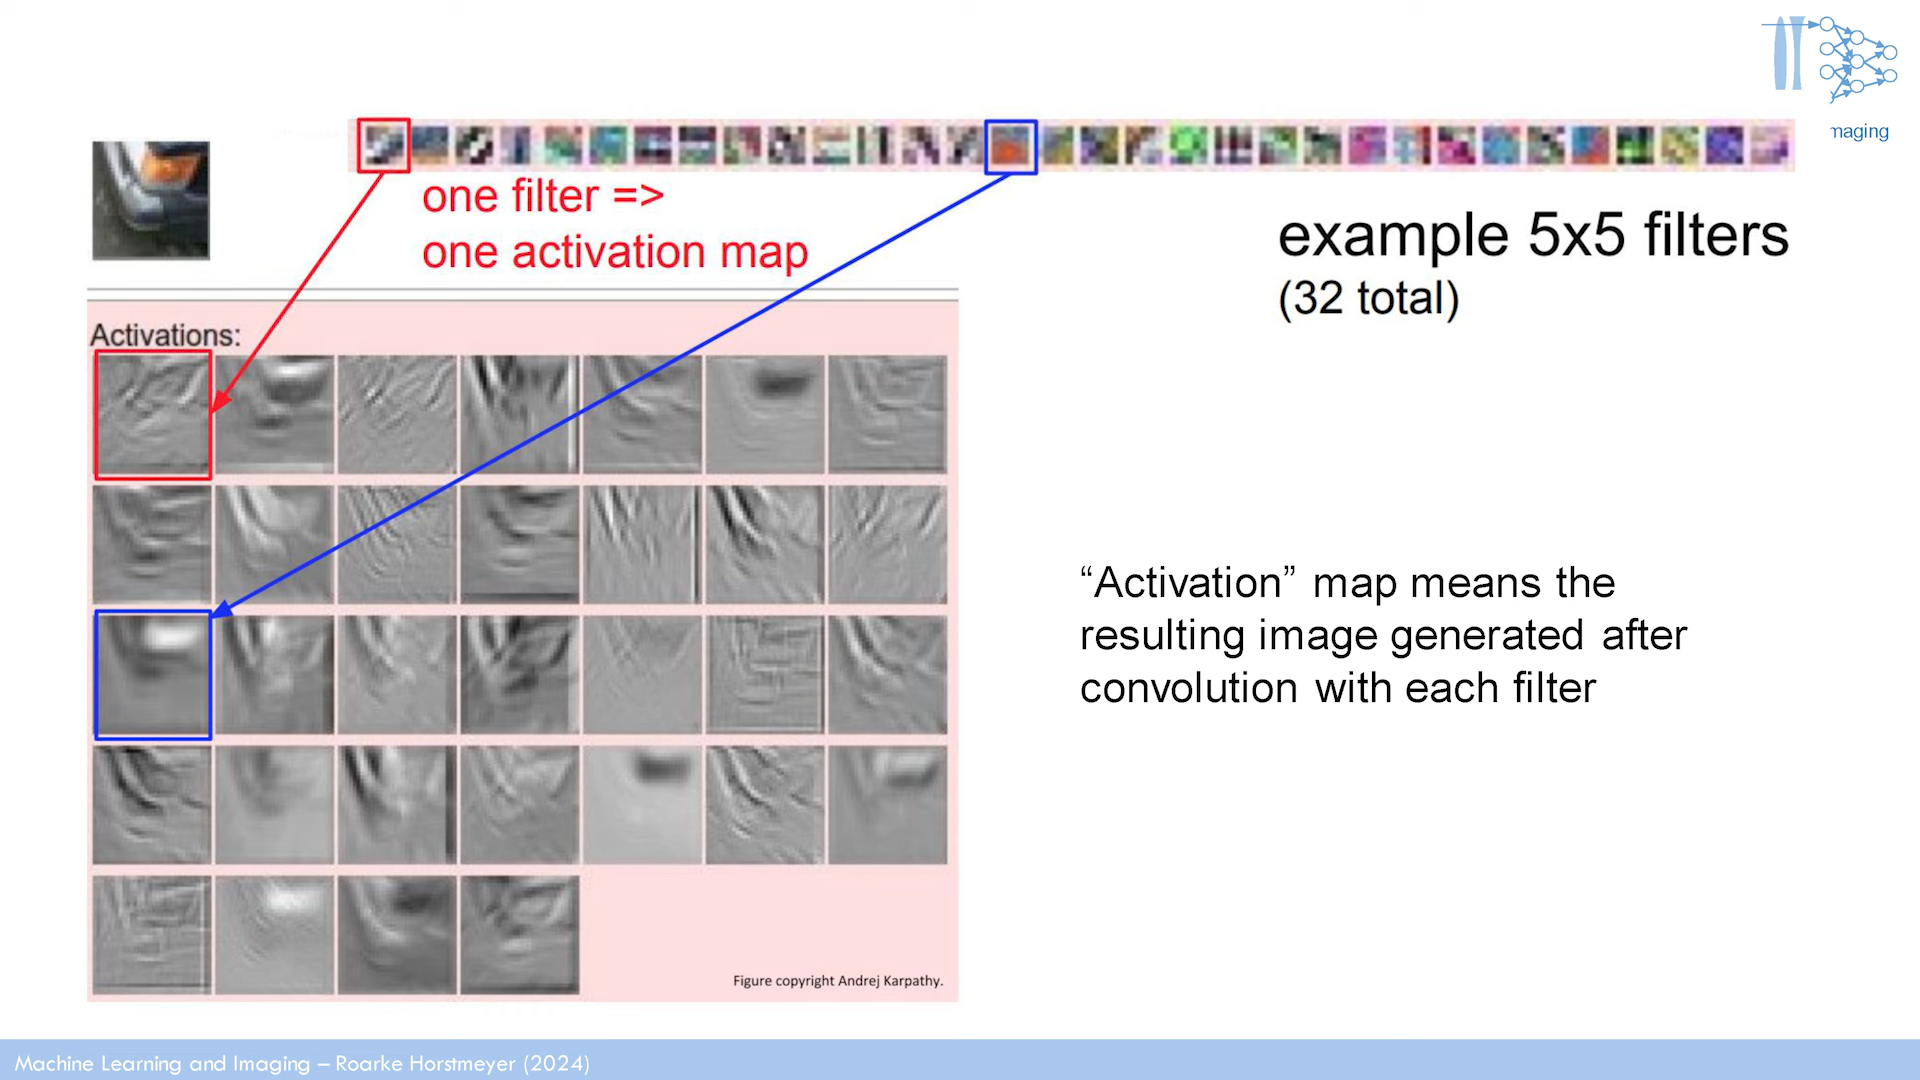 maging
one filter =>
one activation map
example 5x5 filters
(32 total)
Activations:
“Activation” map means the
resulting image generated after
convolution with each filter
Figure copyright Andrej Karpathy.
Machine Learning and Imaging – Roarke Horstmeyer (2024)